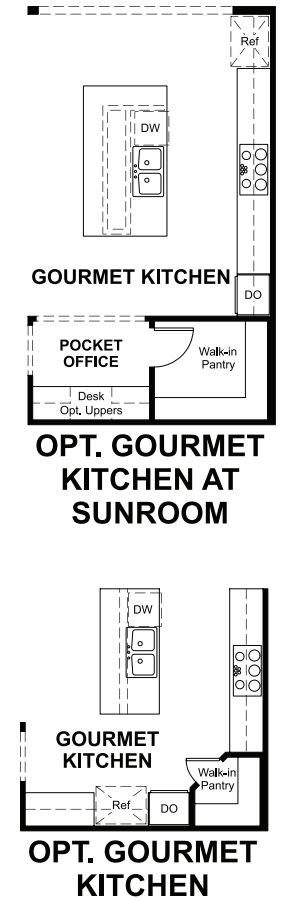 Ref
DW
GOURMET KITCHEN
DO
POCKET
OFFICE
Walk-in
Pantry
Desk
Opt. Uppers
OPT. GOURMET
KITCHEN AT
SUNROOM
DW
GOURMET
KITCHEN
Walk-in
Pantry
Ref
DO
OPT. GOURMET
KITCHEN